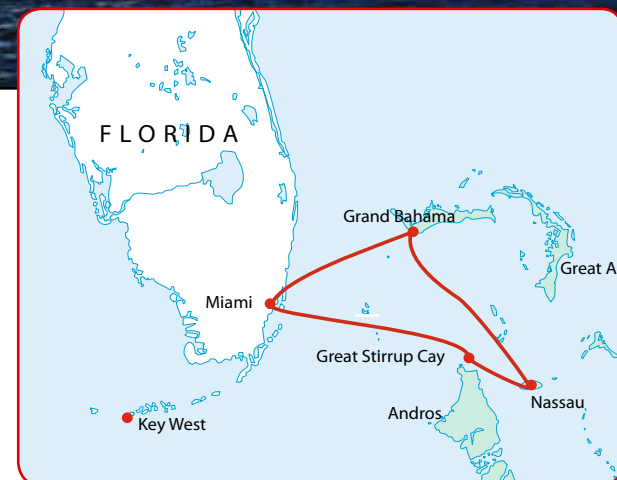 FLORIDA
Grand Bahama
Great A
Miami
Great Stirrup Cay
Nassau
Andros
Key West